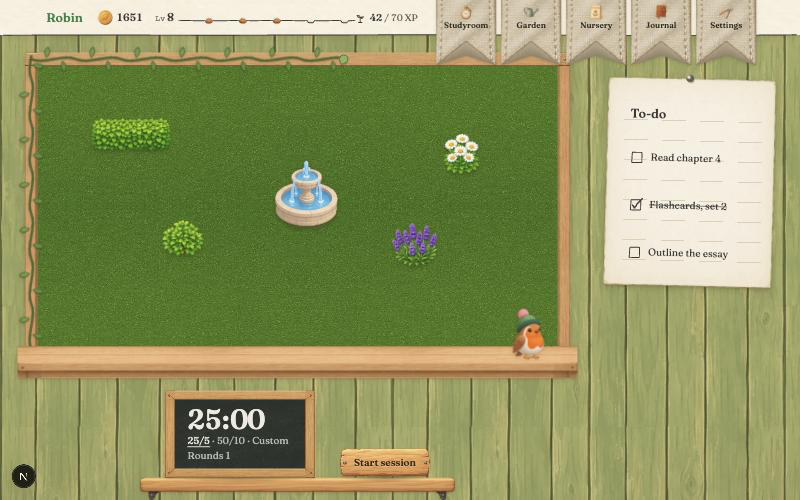 Robin 1651 Lv 8 42 / 70 XP
Studyroom Garden Nursery Journal Settings
To-do
Read chapter 4
Flashcards, set 2
Outline the essay
25:00
25/5 · 50/10 · Custom
Rounds 1
Start session
N